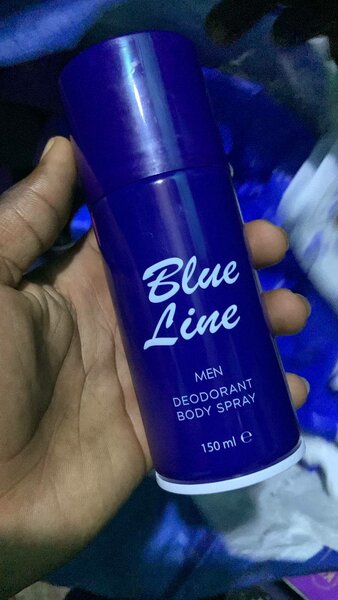 Blue
Line
MEN
DEODORANT
BODY SPRAY
150 ml ℮